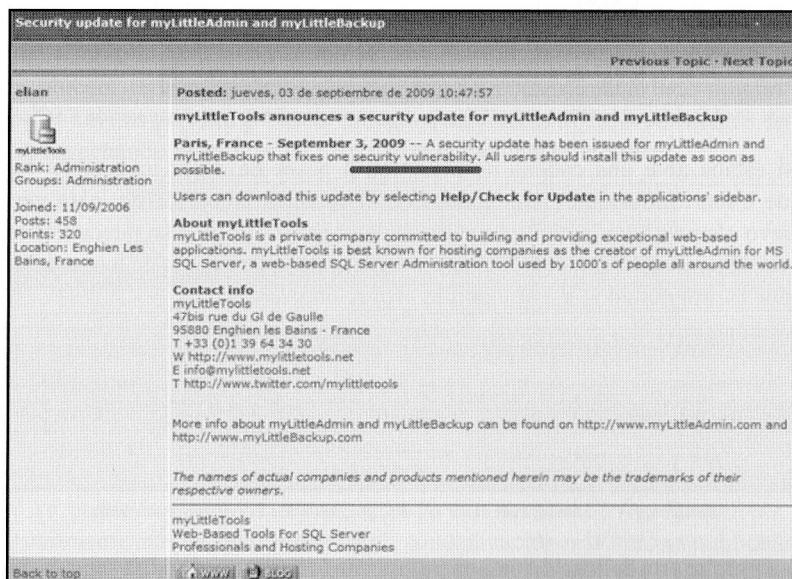 Security update for myLittleAdmin and myLittleBackup
Previous Topic · Next Topic
elian
Posted: jueves, 03 de septiembre de 2009 10:47:57
myLittleTools
Rank: Administration
Groups: Administration
Joined: 11/09/2006
Posts: 458
Points: 320
Location: Enghien Les
Bains, France
myLittleTools announces a security update for myLittleAdmin and myLittleBackup
Paris, France - September 3, 2009 -- A security update has been issued for myLittleAdmin and
myLittleBackup that fixes one security vulnerability. All users should install this update as soon as
possible.
Users can download this update by selecting Help/Check for Update in the applications' sidebar.
About myLittleTools
myLittleTools is a private company committed to building and providing exceptional web-based
applications. myLittleTools is best known for hosting companies as the creator of myLittleAdmin for MS
SQL Server, a web-based SQL Server Administration tool used by 1000's of people all around the world.
Contact info
myLittleTools
47bis rue du Gl de Gaulle
95880 Enghien les Bains - France
T +33 (0)1 39 64 34 30
W http://www.mylittletools.net
E info@mylittletools.net
T http://www.twitter.com/mylittletools
More info about myLittleAdmin and myLittleBackup can be found on http://www.myLittleAdmin.com and
http://www.myLittleBackup.com
The names of actual companies and products mentioned herein may be the trademarks of their
respective owners.
myLittleTools
Web-Based Tools For SQL Server
Professionals and Hosting Companies
Back to top
WWW
BLOG